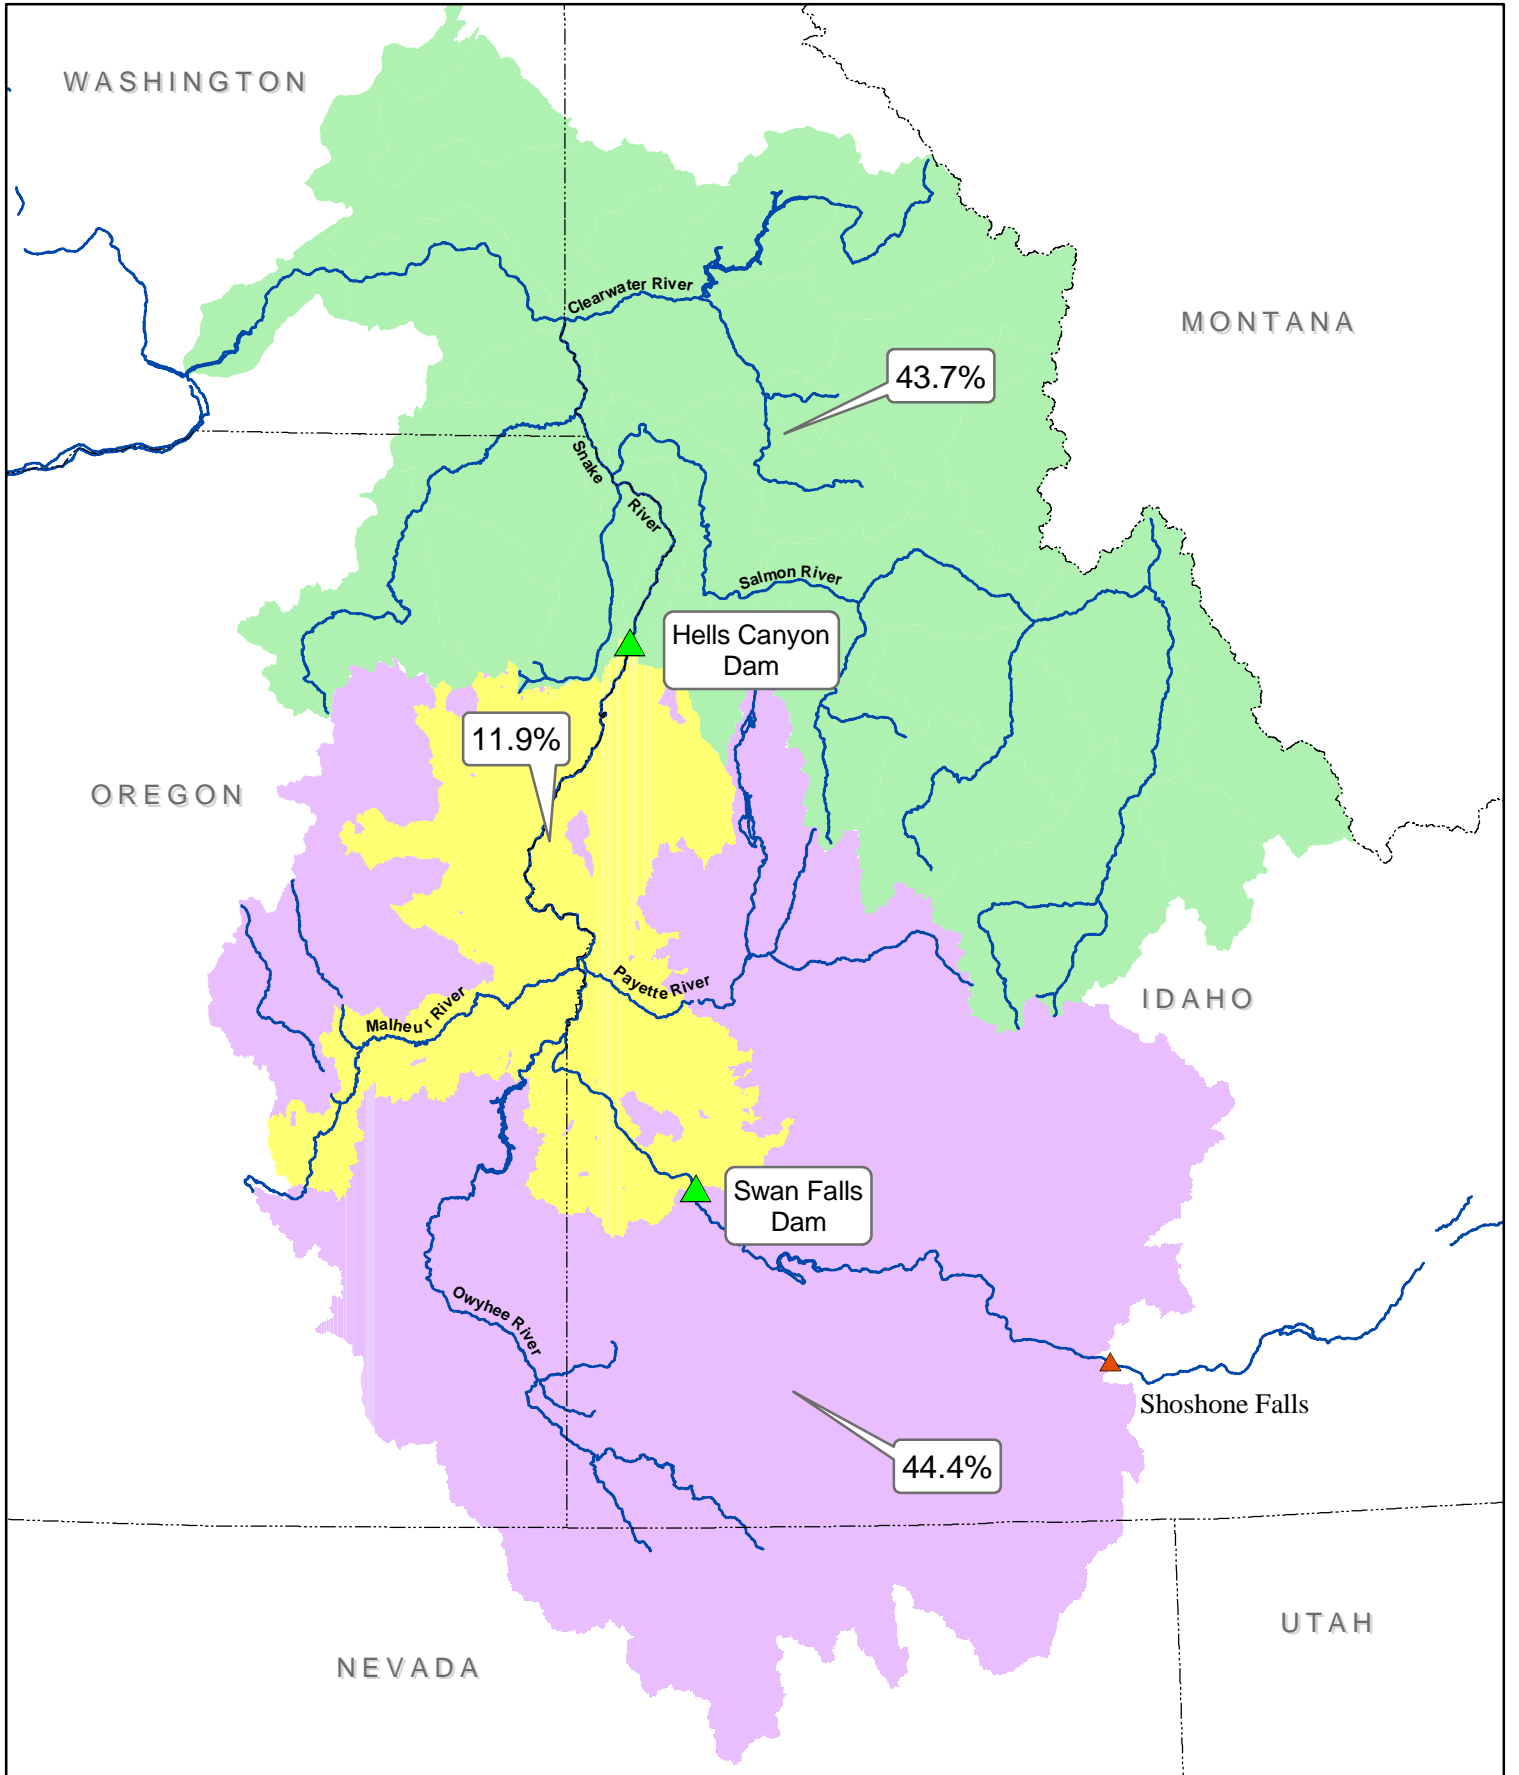 WASHINGTON
Clearwater River
MONTANA
43.7%
Snake
River
Salmon River
Hells Canyon
Dam
11.9%
OREGON
Payette River
Malheur River
IDAHO
Swan Falls
Dam
Owyhee River
Shoshone Falls
44.4%
UTAH
NEVADA